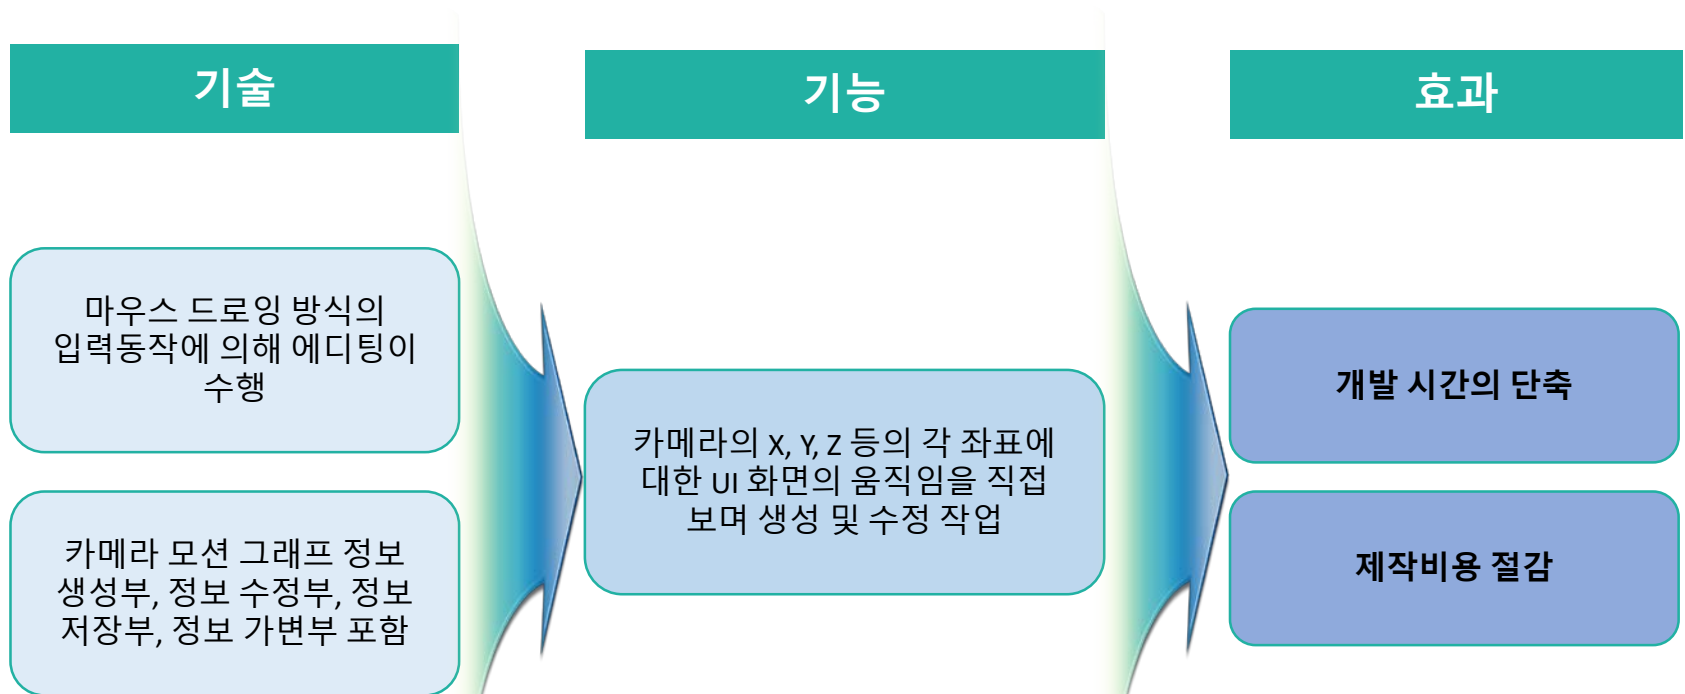 기술
마우스 드로잉 방식의
입력동작에 의해 에디팅이
수행
카메라 모션 그래프 정보
생성부, 정보 수정부, 정보
저장부, 정보 가변부 포함
기능
카메라의 X, Y, Z 등의 각 좌표에
대한 UI 화면의 움직임을 직접
보며 생성 및 수정 작업
효과
개발 시간의 단축
제작비용 절감